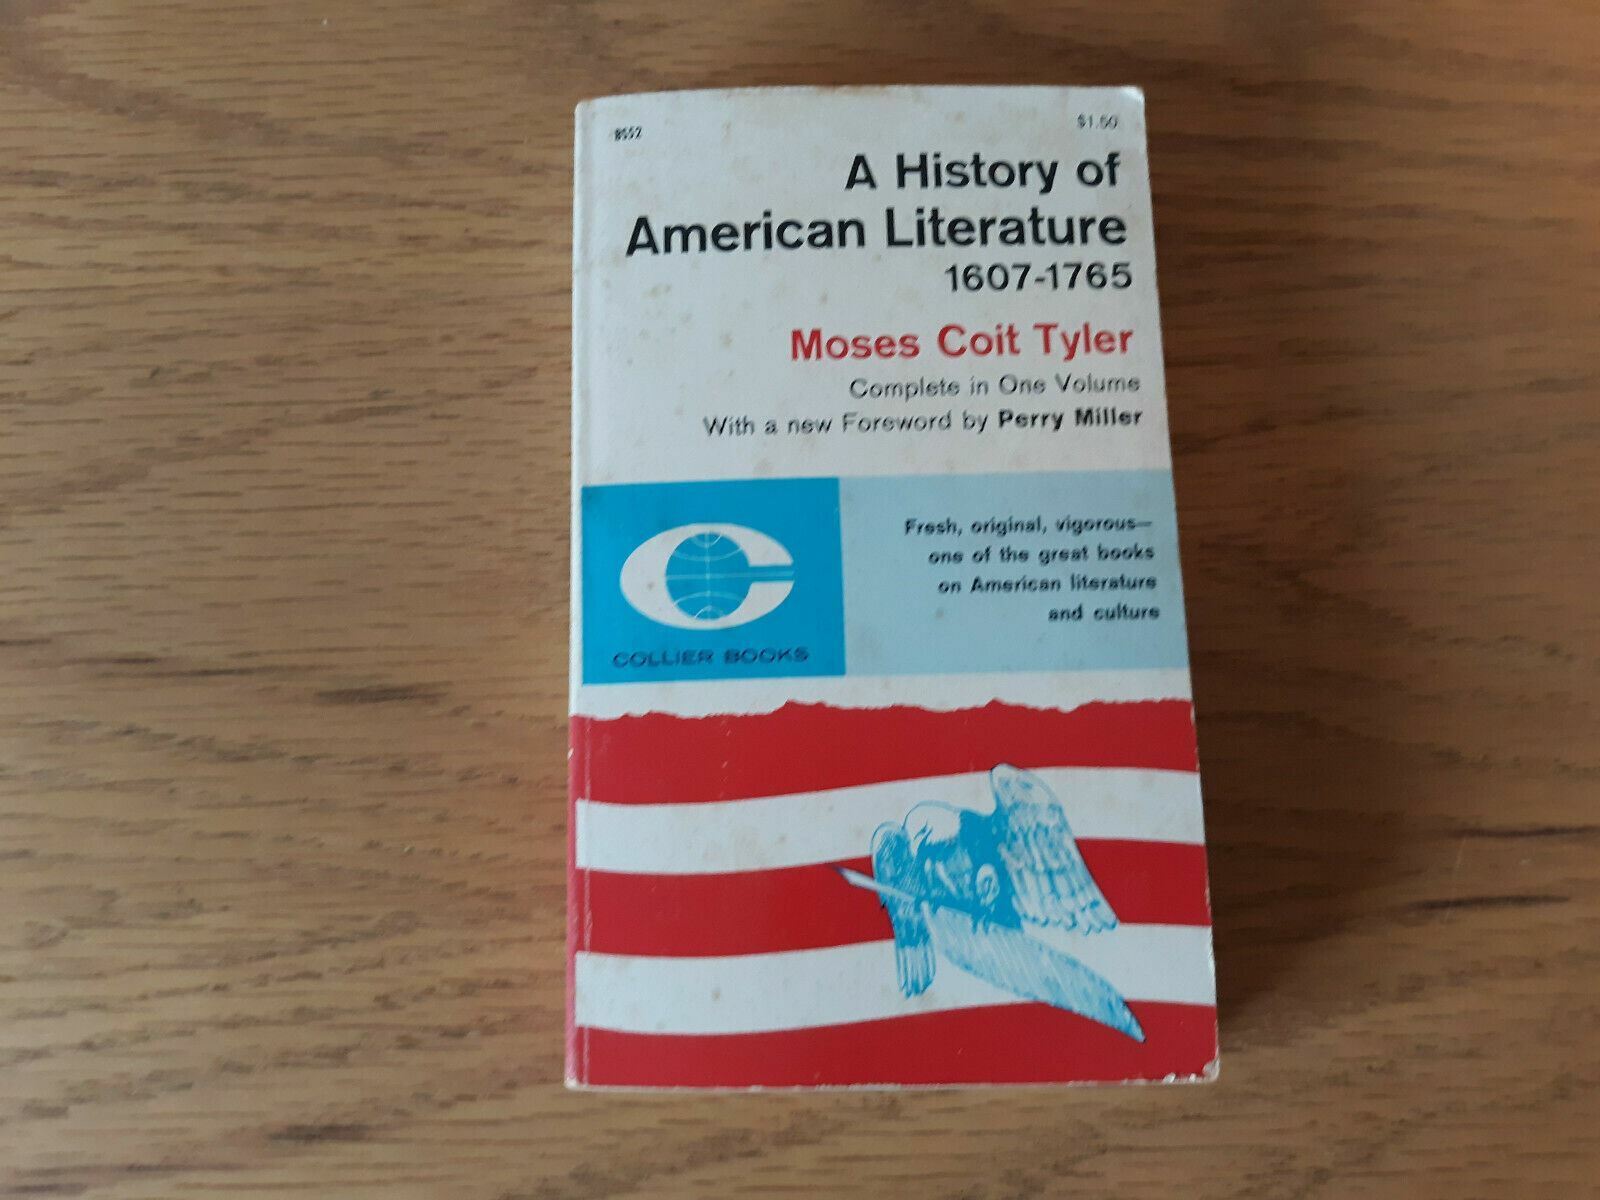 BS52
$1.50
A History of
American Literature
1607-1765
Moses Coit Tyler
Complete in One Volume
With a new Foreword by Perry Miller
Fresh, original, vigorous—
one of the great books
on American literature
and culture
COLLIER BOOKS